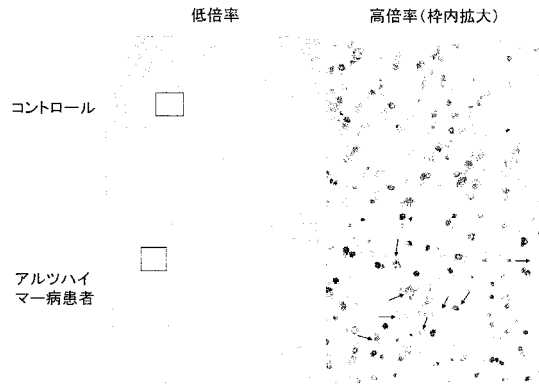 低倍率
高倍率(枠内拡大)
コントロール
アルツハイ
マー病患者